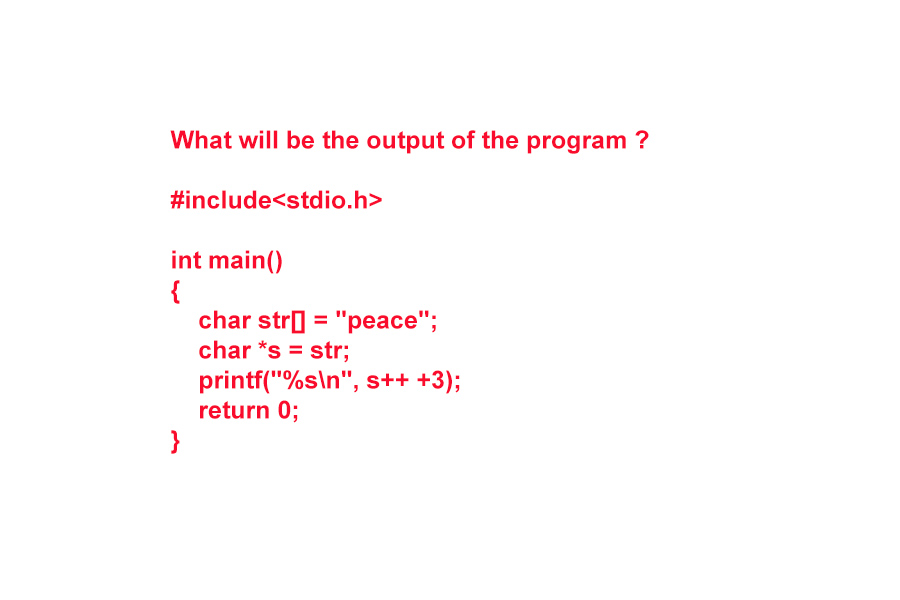 What will be the output of the program ?
#include<stdio.h>
int main()
{
char str[] = "peace";
char *s = str;
printf("%s\n", s++ +3);
return 0;
}